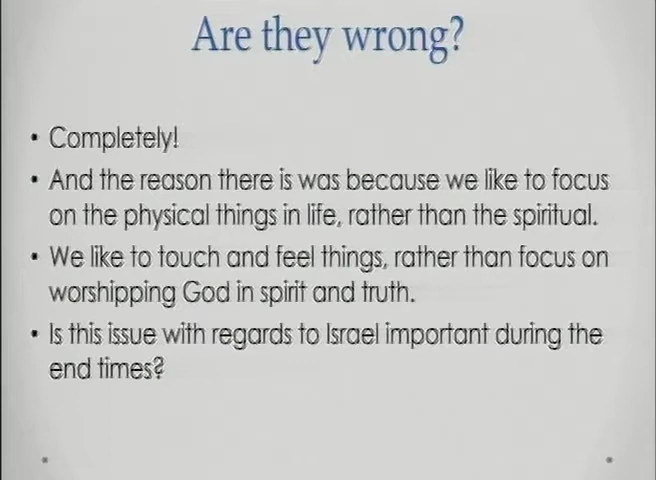 Are they wrong?
• Completely!
• And the reason there is was because we like to focus
on the physical things in life, rather than the spiritual.
• We like to touch and feel things, rather than focus on
worshipping God in spirit and truth.
• Is this issue with regards to Israel important during the
end times?